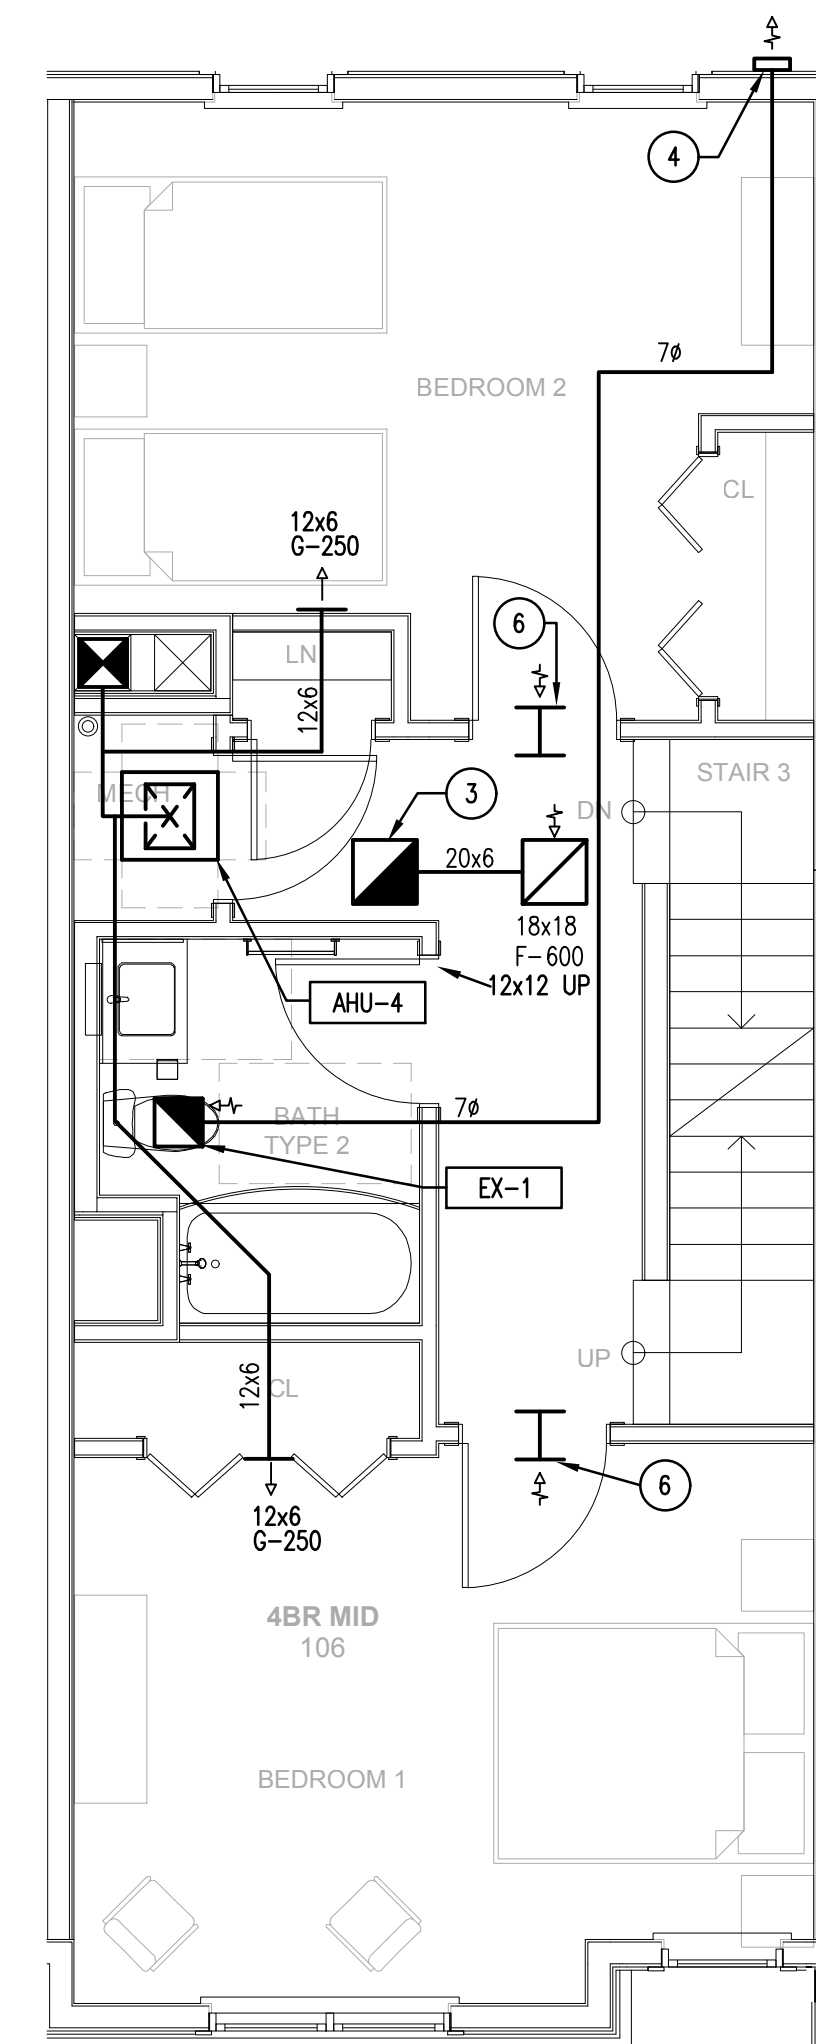 4
7ø
BEDROOM 2
CL
12x6
G-250
6
LN
12x6
STAIR 3
MECH
3
DN
20x6
18x18
F-600
12x12 UP
AHU-4
7ø
BATH
TYPE 2
EX-1
UP
12x6
CL
6
12x6
G-250
4BR MID
106
BEDROOM 1